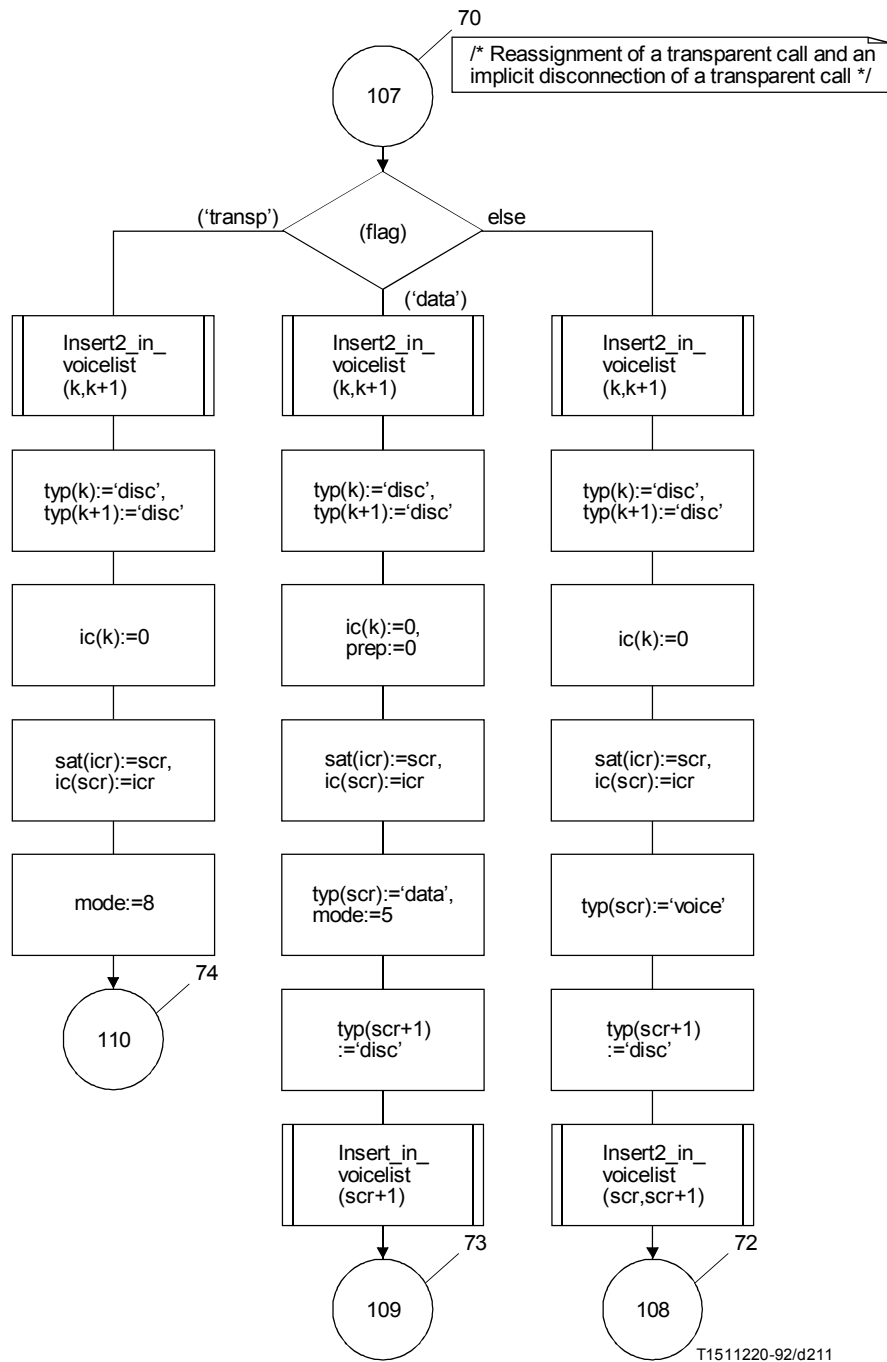 70
/* Reassignment of a transparent call and an
implicit disconnection of a transparent call */
107
(‘transp’)
(flag)
else
(‘data’)
Insert2_in_
voicelist
(k,k+1)
typ(k):=‘disc’,
typ(k+1):=‘disc’
ic(k):=0
sat(icr):=scr,
ic(scr):=icr
mode:=8
74
110
Insert2_in_
voicelist
(k,k+1)
typ(k):=‘disc’,
typ(k+1):=‘disc’
ic(k):=0,
prep:=0
sat(icr):=scr,
ic(scr):=icr
typ(scr):=‘data’,
mode:=5
typ(scr+1)
:=‘disc’
Insert_in_
voicelist
(scr+1)
73
109
Insert2_in_
voicelist
(k,k+1)
typ(k):=‘disc’,
typ(k+1):=‘disc’
ic(k):=0
sat(icr):=scr,
ic(scr):=icr
typ(scr):=‘voice’
typ(scr+1)
:=‘disc’
Insert2_in_
voicelist
(scr,scr+1)
72
108
T1511220-92/d211